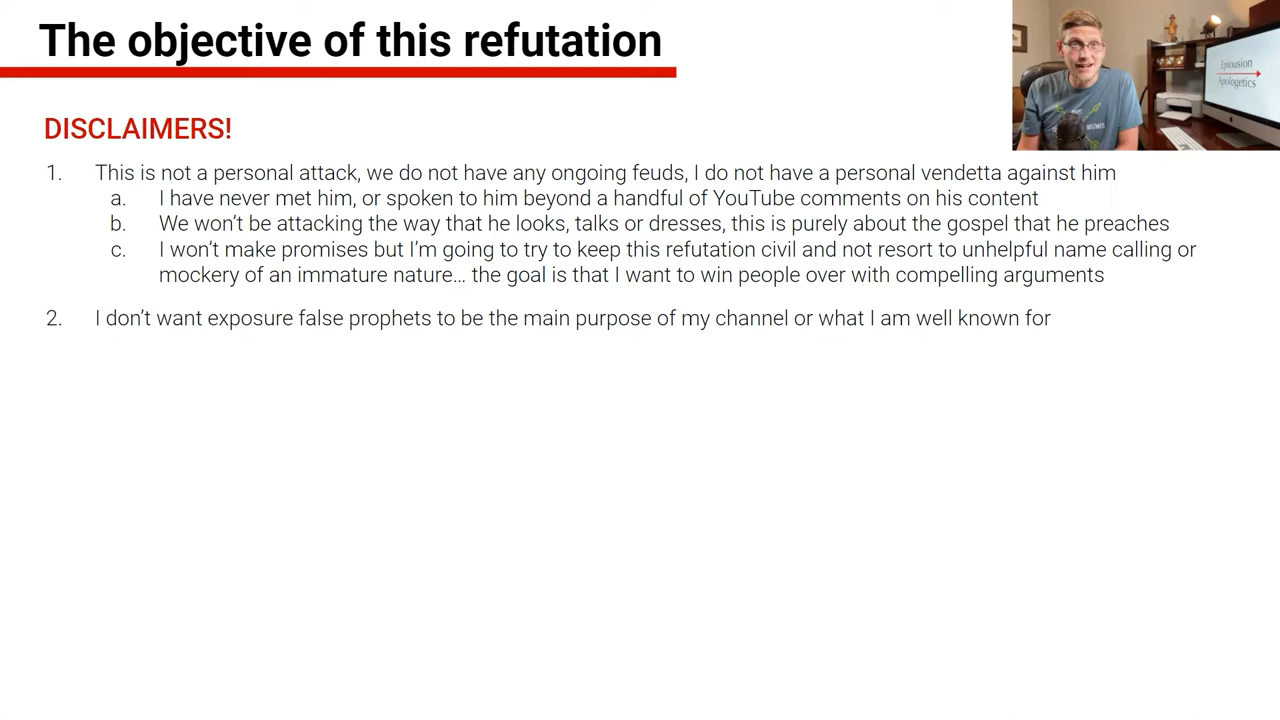 The objective of this refutation
Epiousion
Apologetics
DISCLAIMERS!
1. This is not a personal attack, we do not have any ongoing feuds, I do not have a personal vendetta against him
a. I have never met him, or spoken to him beyond a handful of YouTube comments on his content
b. We won't be attacking the way that he looks, talks or dresses, this is purely about the gospel that he preaches
c. I won't make promises but I'm going to try to keep this refutation civil and not resort to unhelpful name calling or
mockery of an immature nature... the goal is that I want to win people over with compelling arguments
2. I don't want exposure false prophets to be the main purpose of my channel or what I am well known for